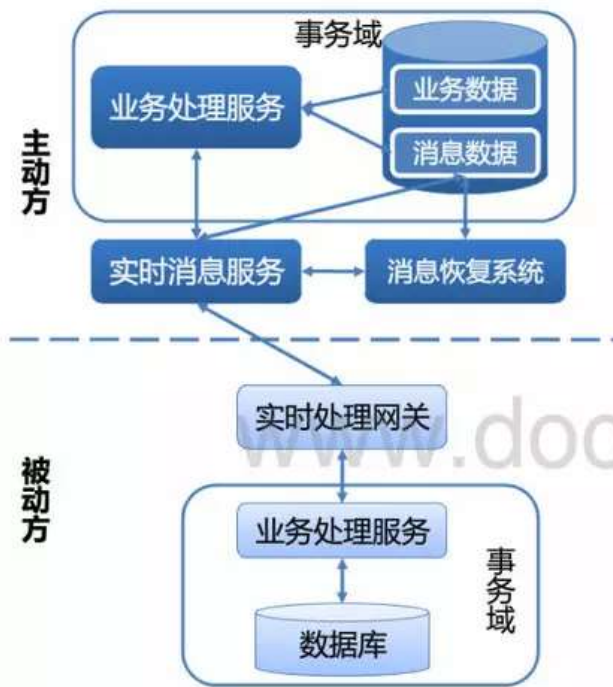 事务域
业务处理服务
业务数据
消息数据
主动方
实时消息服务
消息恢复系统
实时处理网关
www.doc
被动方
业务处理服务
事务域
数据库